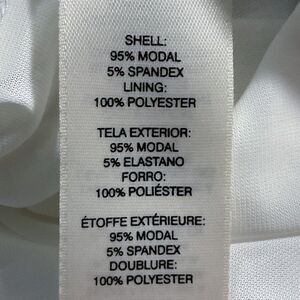 SHELL:
95% MODAL
5% SPANDEX
LINING:
100% POLYESTER
TELA EXTERIOR:
95% MODAL
5% ELASTANO
FORRO:
100% POLIÉSTER
ÉTOFFE EXTÉRIEURE:
95% MODAL
5% SPANDEX
DOUBLURE:
100% POLYESTER